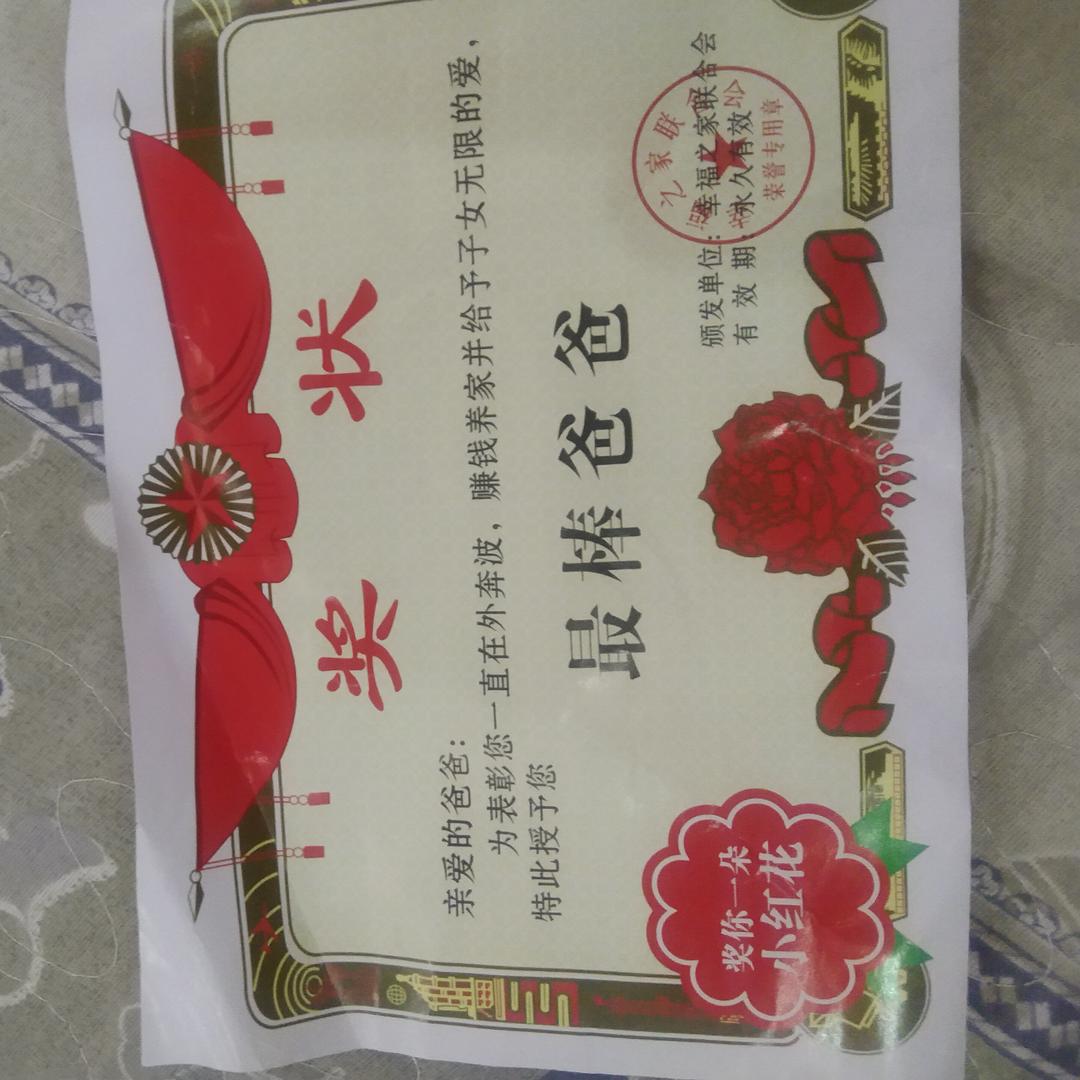 奖 状
亲爱的爸爸：
为表彰您一直在外奔波，赚钱养家并给予子女无限的爱，
特此授予您
最棒爸爸
颁发单位：幸福之家联合会
有 效 期：永久有效
之家联
荣誉专用章
奖你一朵
小红花